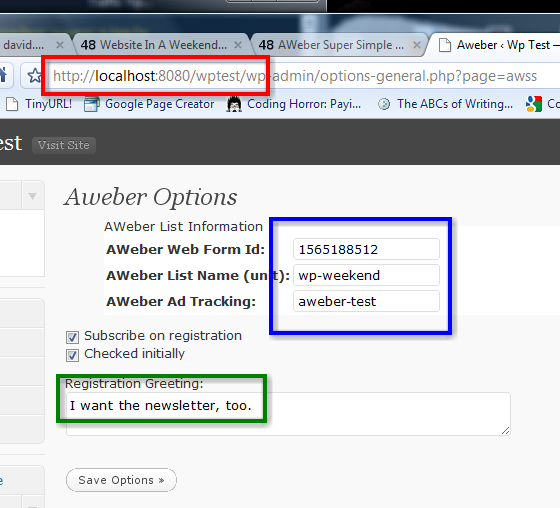 david.... 48 Website In A Weekend... 48 AWeber Super Simple Aweber ‹ Wp Test —
http://localhost:8080/wptest/wp-admin/options-general.php?page=awss
TinyURL! Google Page Creator Coding Horror: Payi... The ABCs of Writing... Co
est Visit Site
Aweber Options
AWeber List Information
AWeber Web Form Id: 1565188512
AWeber List Name (unit): wp-weekend
AWeber Ad Tracking: aweber-test
Subscribe on registration
Checked initially
Registration Greeting:
I want the newsletter, too.
e
Save Options »